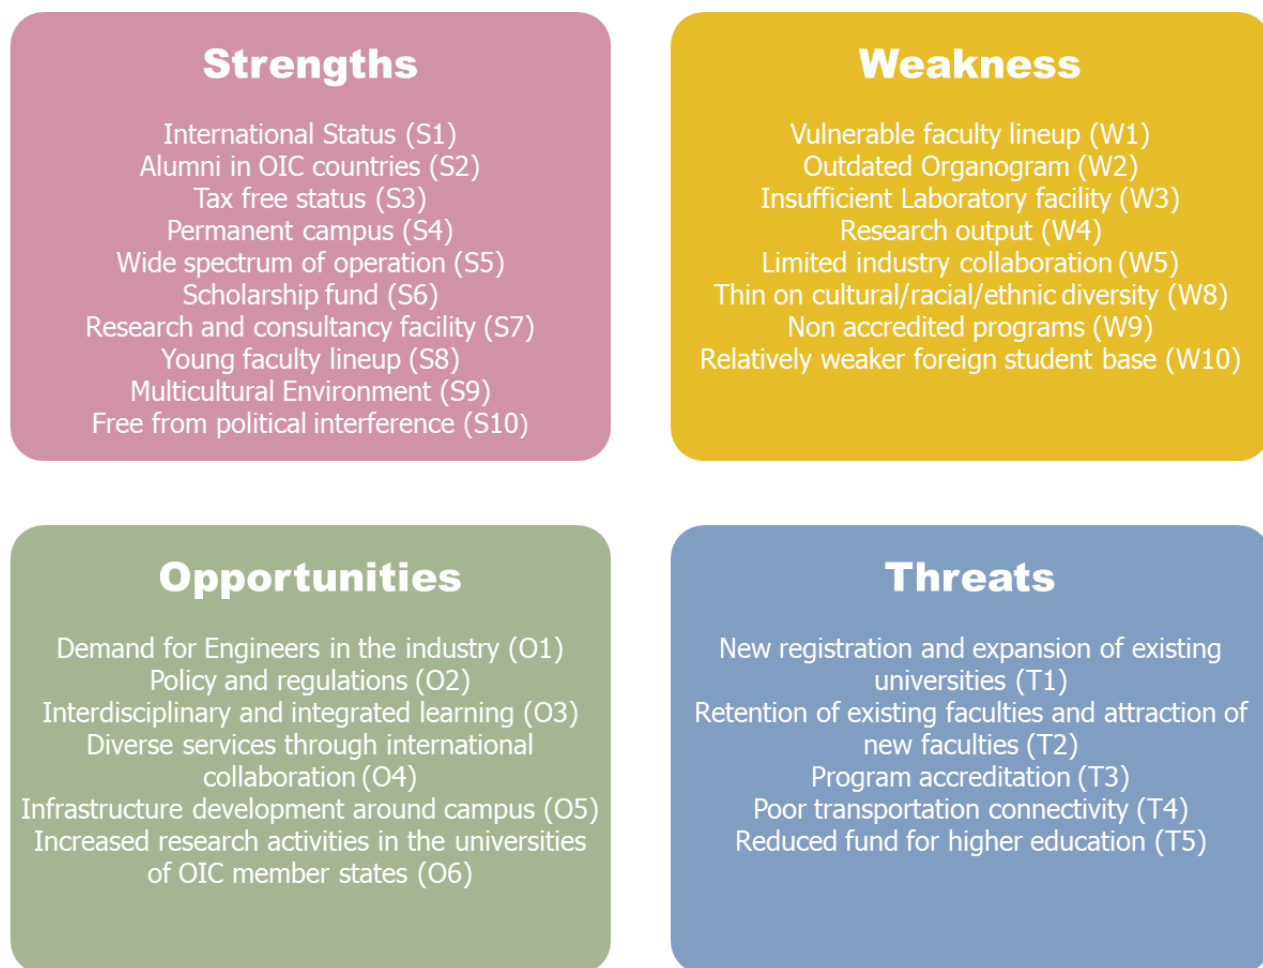 Strengths
International Status (S1)
Alumni in OIC countries (S2)
Tax free status (S3)
Permanent campus (S4)
Wide spectrum of operation (S5)
Scholarship fund (S6)
Research and consultancy facility (S7)
Young faculty lineup (S8)
Multicultural Environment (S9)
Free from political interference (S10)
Weakness
Vulnerable faculty lineup (W1)
Outdated Organogram (W2)
Insufficient Laboratory facility (W3)
Research output (W4)
Limited industry collaboration (W5)
Thin on cultural/racial/ethnic diversity (W8)
Non accredited programs (W9)
Relatively weaker foreign student base (W10)
Opportunities
Demand for Engineers in the industry (O1)
Policy and regulations (O2)
Interdisciplinary and integrated learning (O3)
Diverse services through international
collaboration (O4)
Infrastructure development around campus (O5)
Increased research activities in the universities
of OIC member states (O6)
Threats
New registration and expansion of existing
universities (T1)
Retention of existing faculties and attraction of
new faculties (T2)
Program accreditation (T3)
Poor transportation connectivity (T4)
Reduced fund for higher education (T5)